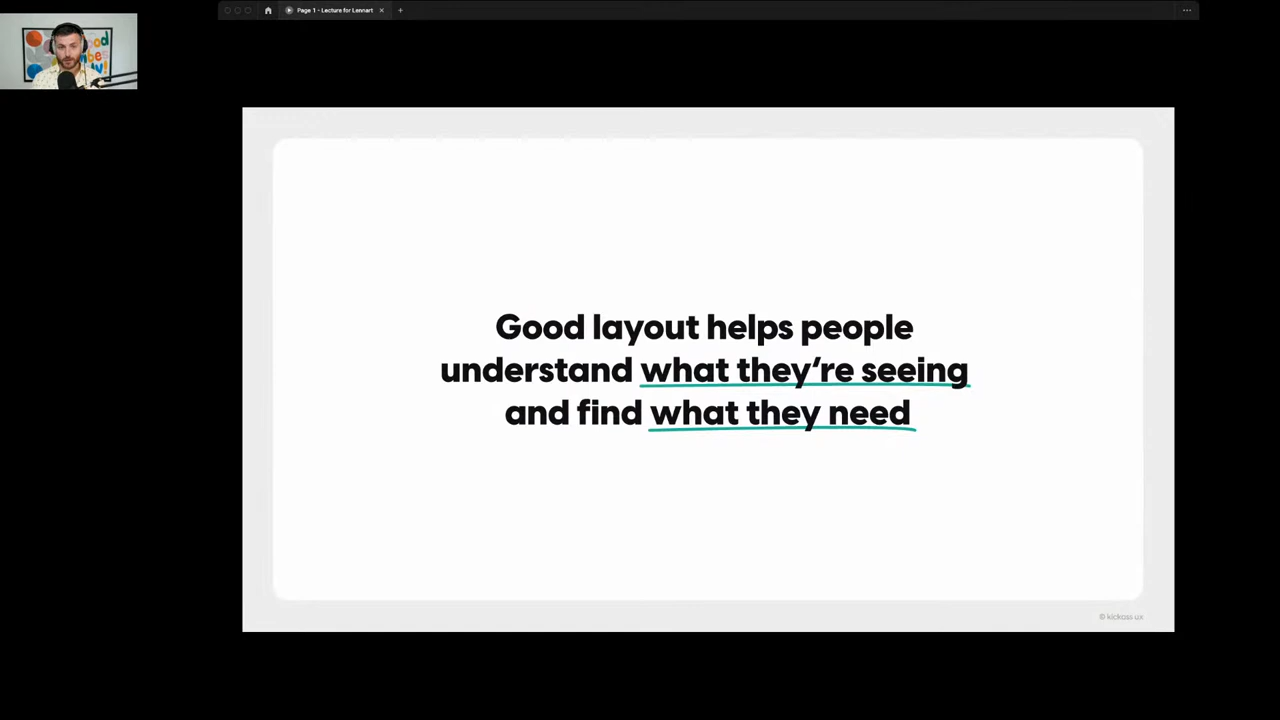 Page 1 - Lecture for Lennart
Good layout helps people
understand what they‘re seeing
and find what they need
© kickass ux